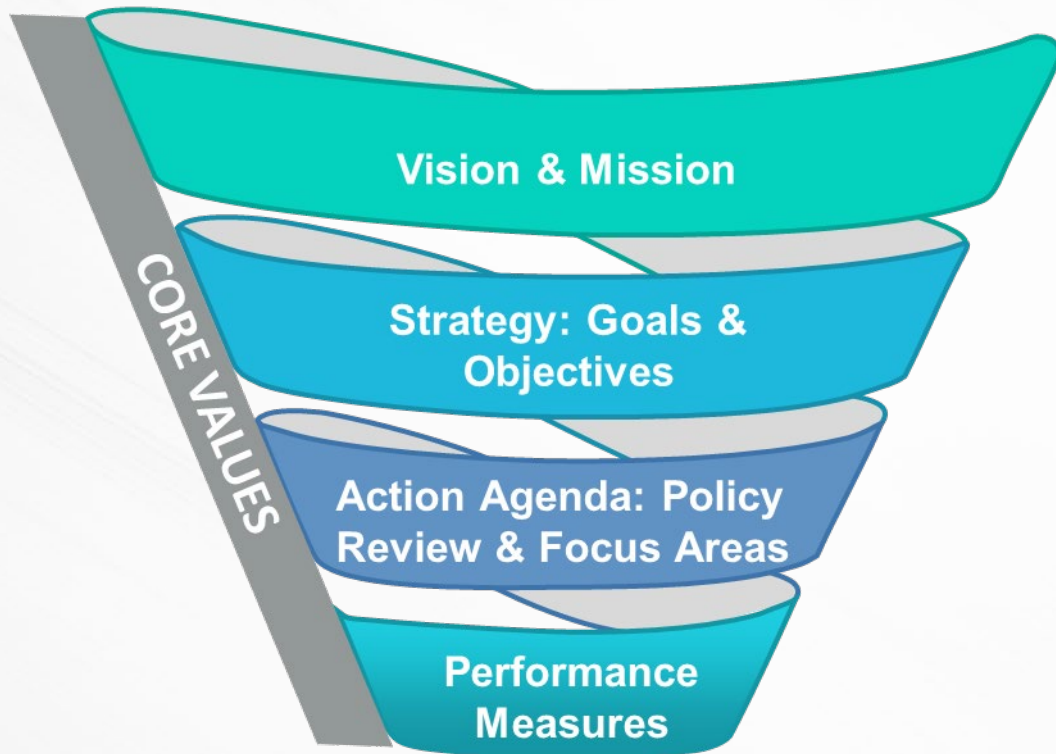 Vision & Mission
CORE VALUES
Strategy: Goals &
Objectives
Action Agenda: Policy
Review & Focus Areas
Performance
Measures